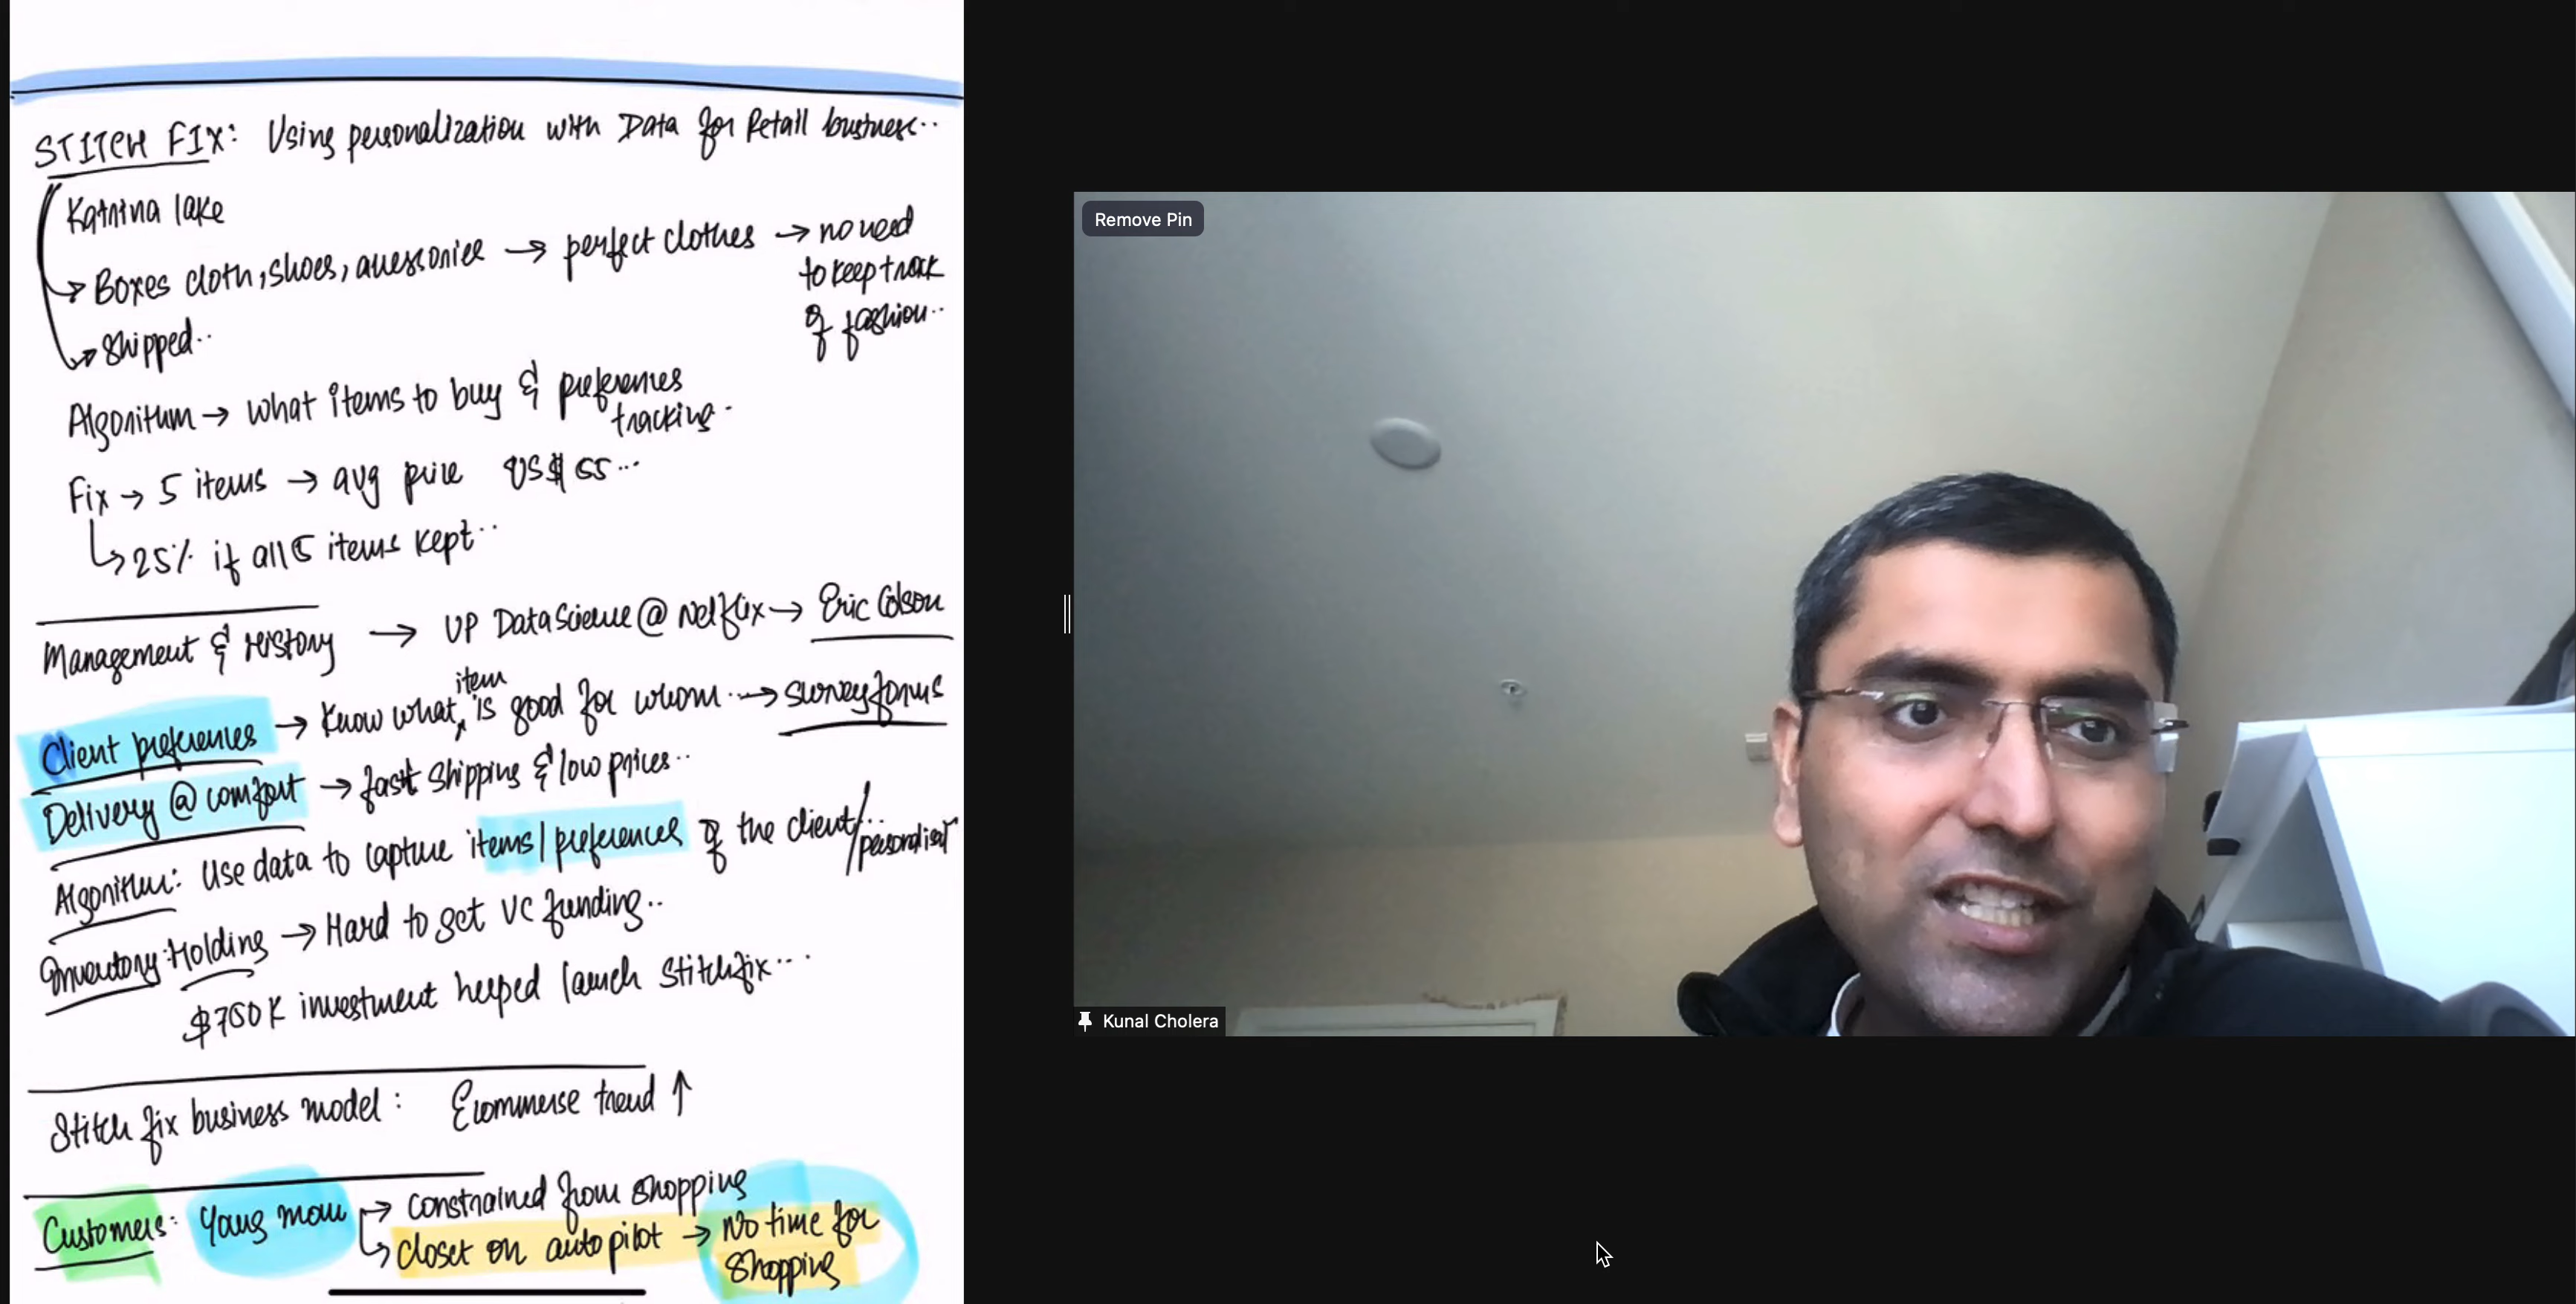 STITCH FIX: Using personalization with Data for Retail business..
Katrina lake
→ Boxes cloth, shoes, accessories → perfect clothes → no need
to keep track
of fashion..
→ Shipped..
Algorithm → what items to buy & preferences
tracking.
Fix → 5 items → avg price US$ 55...
↳ 25% if all 5 items kept..
Management & History → VP Data Science @ Netflix → Eric Colson
item
Client preferences → Know what is good for whom..→ survey forms
Delivery @ comfort → fast shipping & low prices..
Algorithm: Use data to capture items/preferences of the client..
Inventory Holding → Hard to get VC funding..
$750K investment helped launch Stitchfix...
Stitch fix business model: Ecommerse trend ↑
Customers: Young mom → constrained from shopping
↳ closet on auto pilot → No time for
shopping
Remove Pin
Kunal Cholera